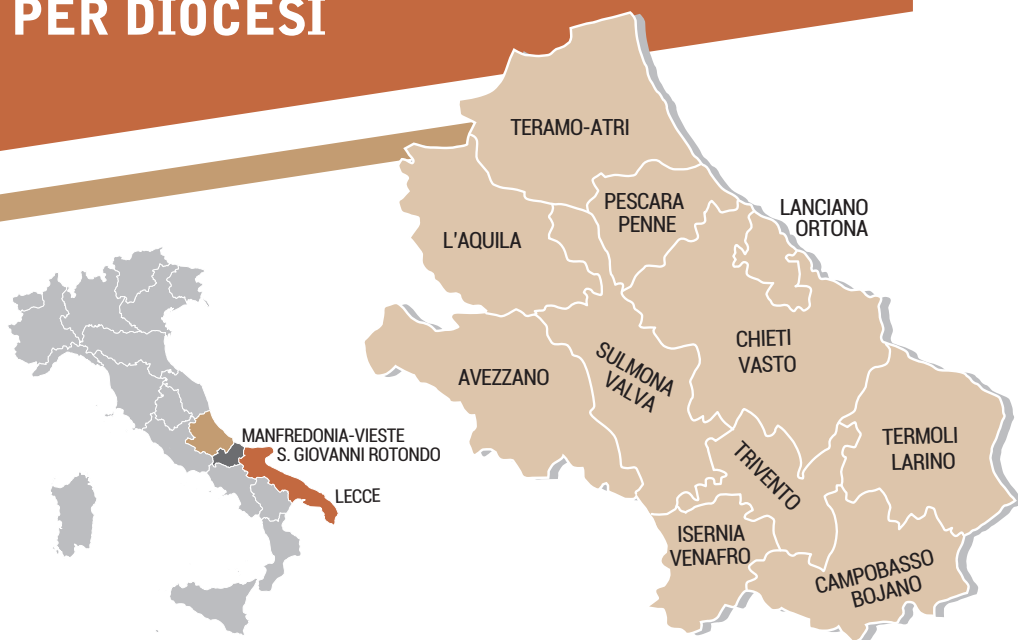 PER DIOCESI
TERAMO-ATRI
PESCARA
PENNE
LANCIANO
ORTONA
L'AQUILA
CHIETI
VASTO
SULMONA
VALVA
AVEZZANO
MANFREDONIA-VIESTE
S. GIOVANNI ROTONDO
LECCE
TERMOLI
LARINO
TRIVENTO
ISERNIA
VENAFRO
CAMPOBASSO
BOJANO